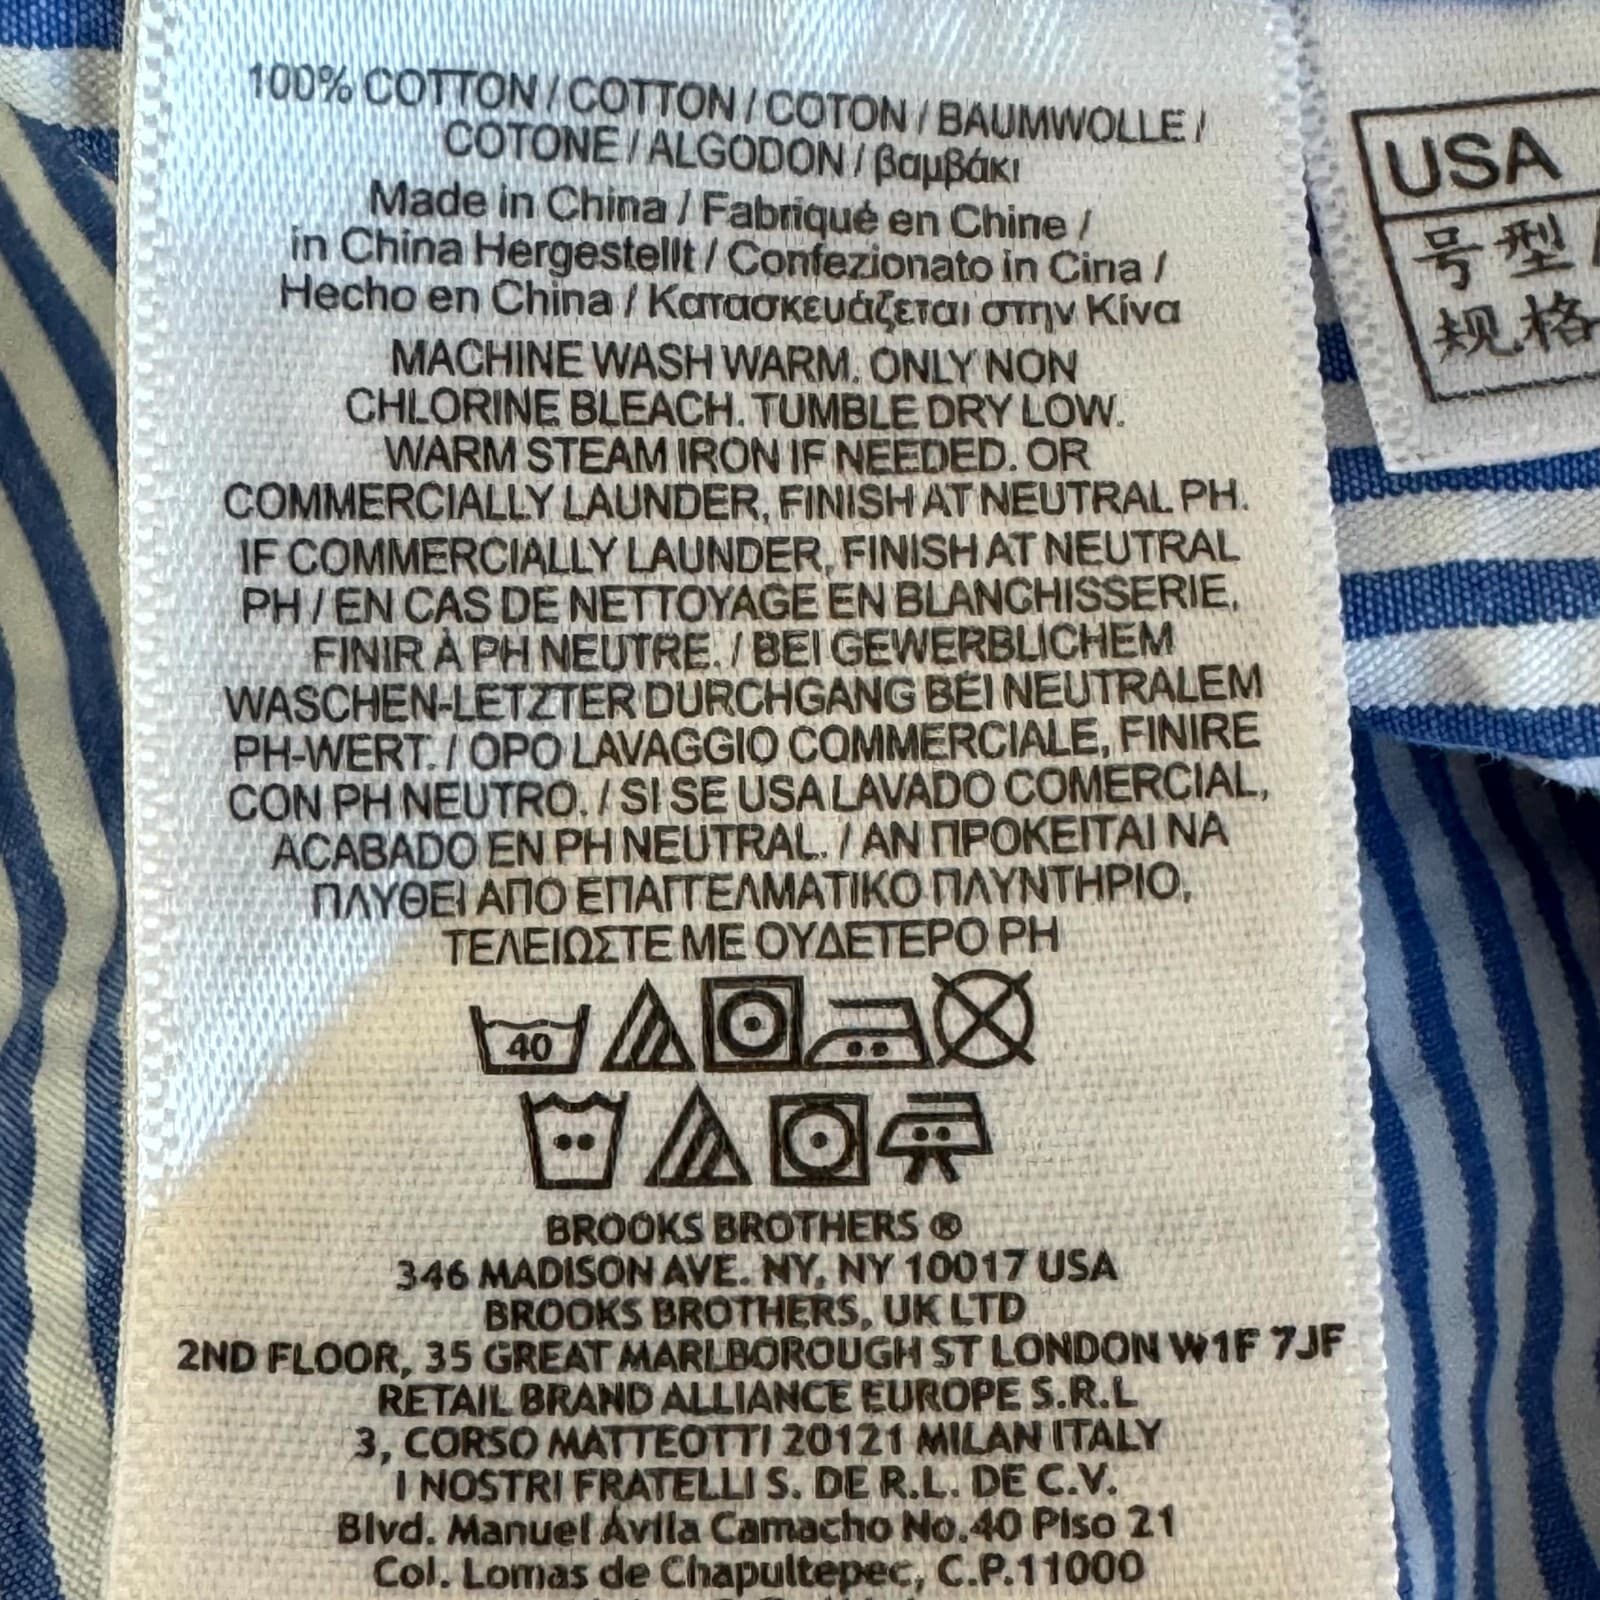 100% COTTON / COTTON / COTON / BAUMWOLLE /
COTONE / ALGODON / βαμβάκι
Made in China / Fabriqué en Chine /
in China Hergestellt / Confezionato in Cina /
Hecho en China / Κατασκευάζεται στην Κίνα
MACHINE WASH WARM. ONLY NON
CHLORINE BLEACH. TUMBLE DRY LOW.
WARM STEAM IRON IF NEEDED. OR
COMMERCIALLY LAUNDER, FINISH AT NEUTRAL PH.
IF COMMERCIALLY LAUNDER, FINISH AT NEUTRAL
PH / EN CAS DE NETTOYAGE EN BLANCHISSERIE,
FINIR À PH NEUTRE. / BEI GEWERBLICHEM
WASCHEN-LETZTER DURCHGANG BEI NEUTRALEM
PH-WERT. / OPO LAVAGGIO COMMERCIALE, FINIRE
CON PH NEUTRO. / SI SE USA LAVADO COMERCIAL,
ACABADO EN PH NEUTRAL. / ΑΝ ΠΡΟΚΕΙΤΑΙ ΝΑ
ΠΛΥΘΕΙ ΑΠΟ ΕΠΑΓΓΕΛΜΑΤΙΚΟ ΠΛΥΝΤΗΡΙΟ,
ΤΕΛΕΙΩΣΤΕ ΜΕ ΟΥΔΕΤΕΡΟ PH
40
BROOKS BROTHERS ®
346 MADISON AVE. NY, NY 10017 USA
BROOKS BROTHERS, UK LTD
2ND FLOOR, 35 GREAT MARLBOROUGH ST LONDON W1F 7JF
RETAIL BRAND ALLIANCE EUROPE S.R.L
3, CORSO MATTEOTTI 20121 MILAN ITALY
I NOSTRI FRATELLI S. DE R.L. DE C.V.
Blvd. Manuel Ávila Camacho No.40 Piso 21
Col. Lomas de Chapultepec, C.P.11000
USA
号型
规格